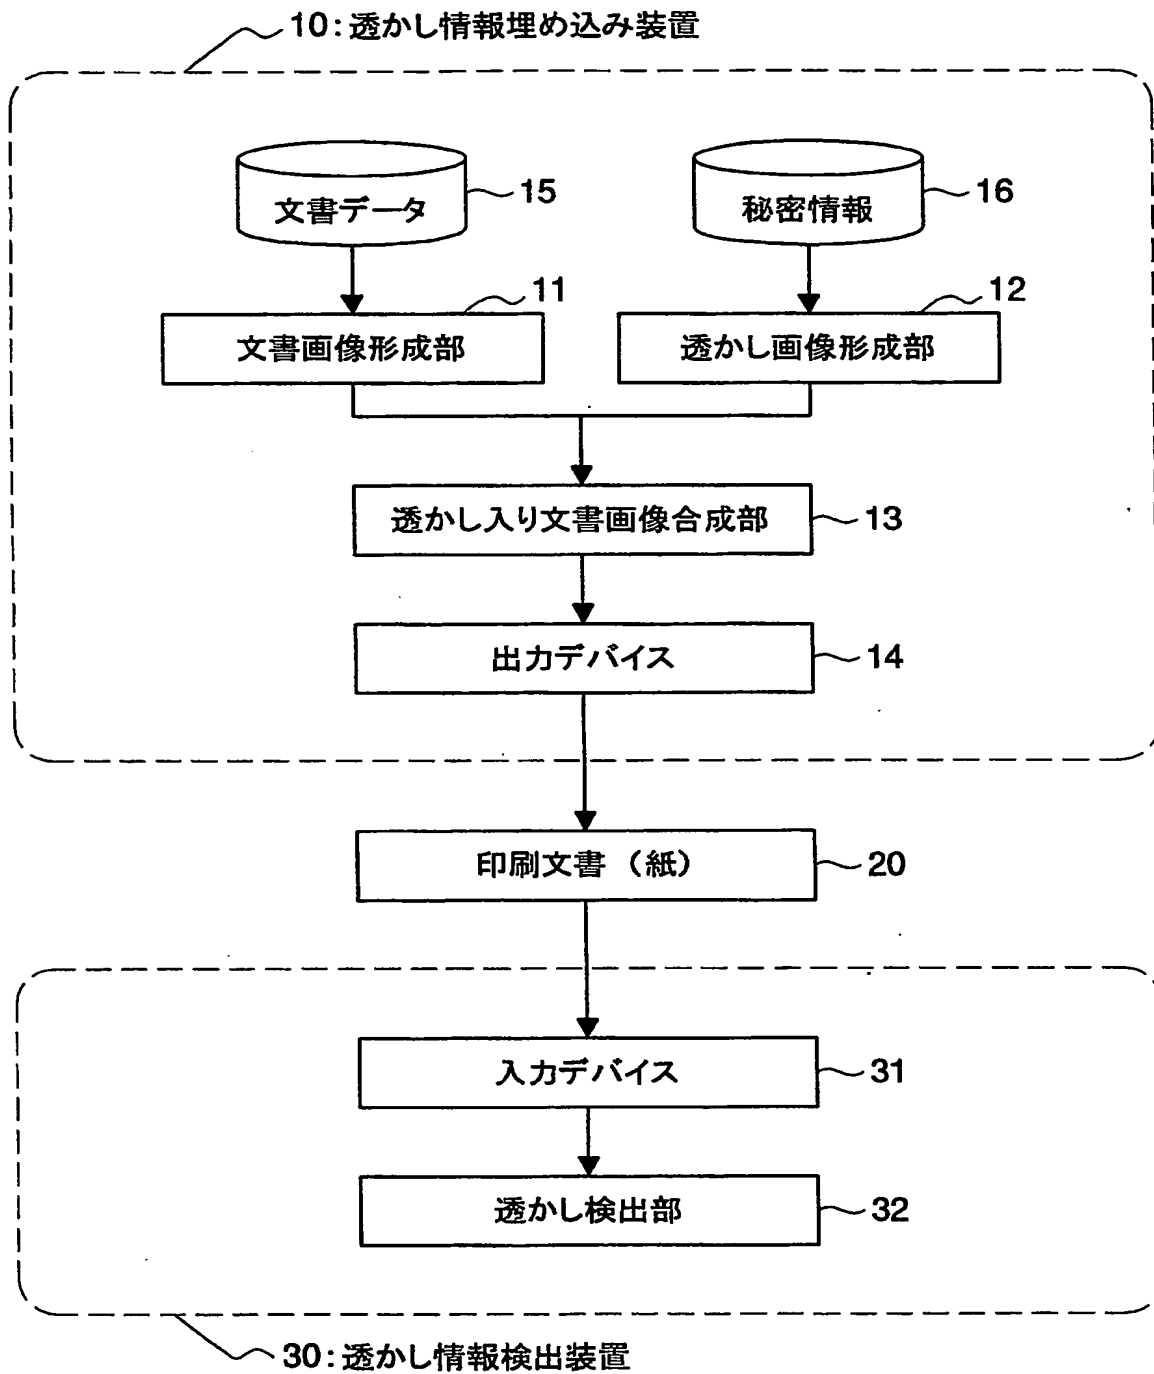 10：透かし情報埋め込み装置
文書データ
15
秘密情報
16
11
文書画像形成部
12
透かし画像形成部
透かし入り文書画像合成部
13
出力デバイス
14
印刷文書（紙）
20
入力デバイス
31
透かし検出部
32
30：透かし情報検出装置